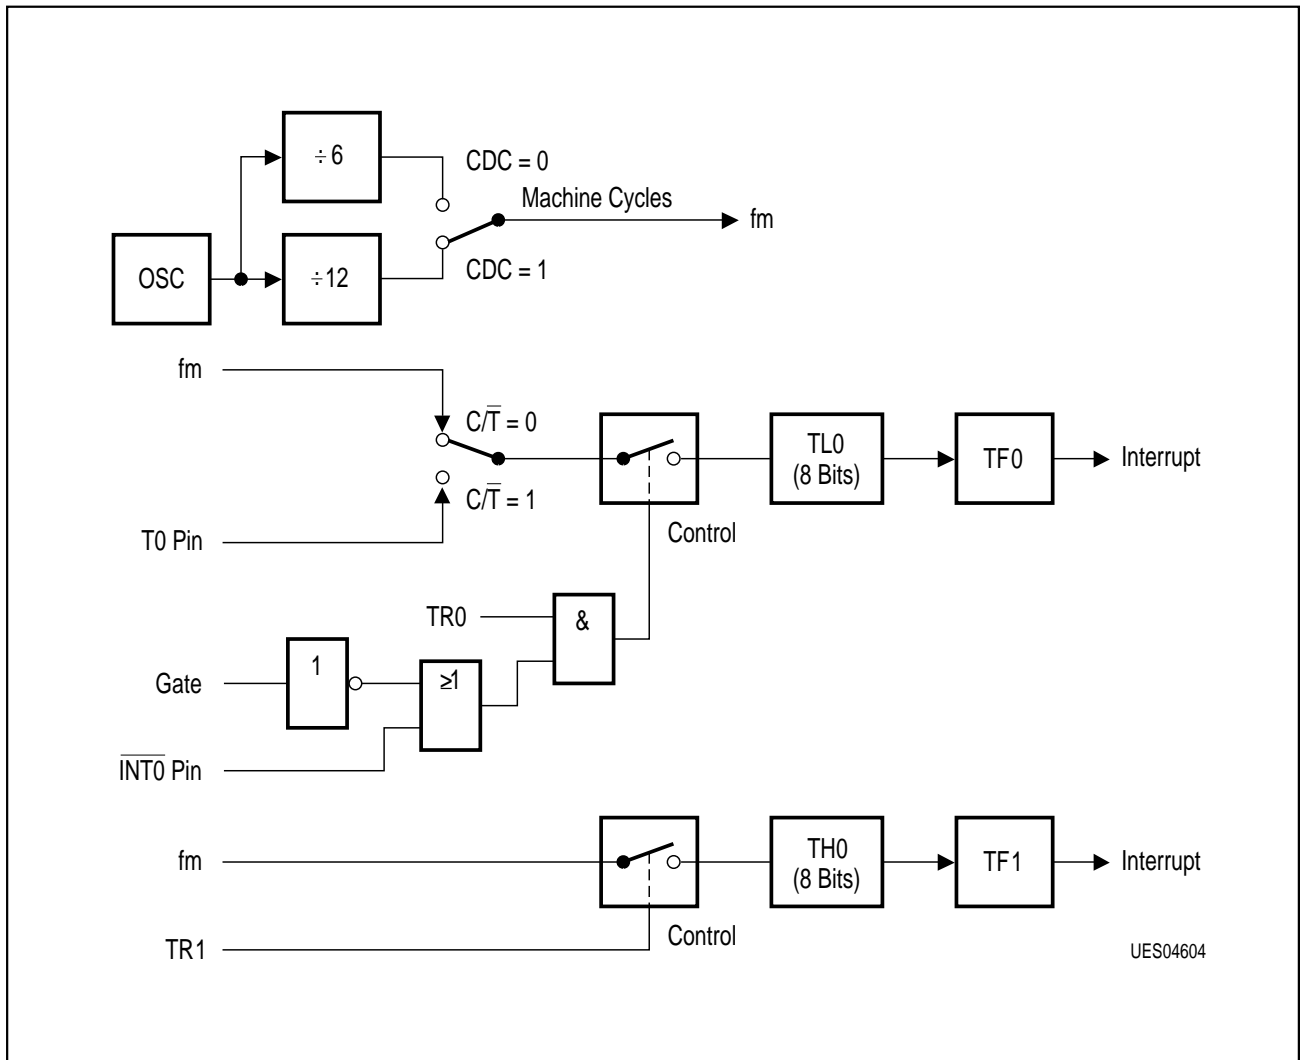 ÷ 6
CDC = 0
Machine Cycles
fm
OSC
÷ 12
CDC = 1
fm
C/T̅ = 0
TL0
(8 Bits)
TF0
Interrupt
C/T̅ = 1
T0 Pin
Control
TR0
&
Gate
1
≥1
I̅N̅T̅0̅ Pin
fm
TH0
(8 Bits)
TF1
Interrupt
TR1
Control
UES04604